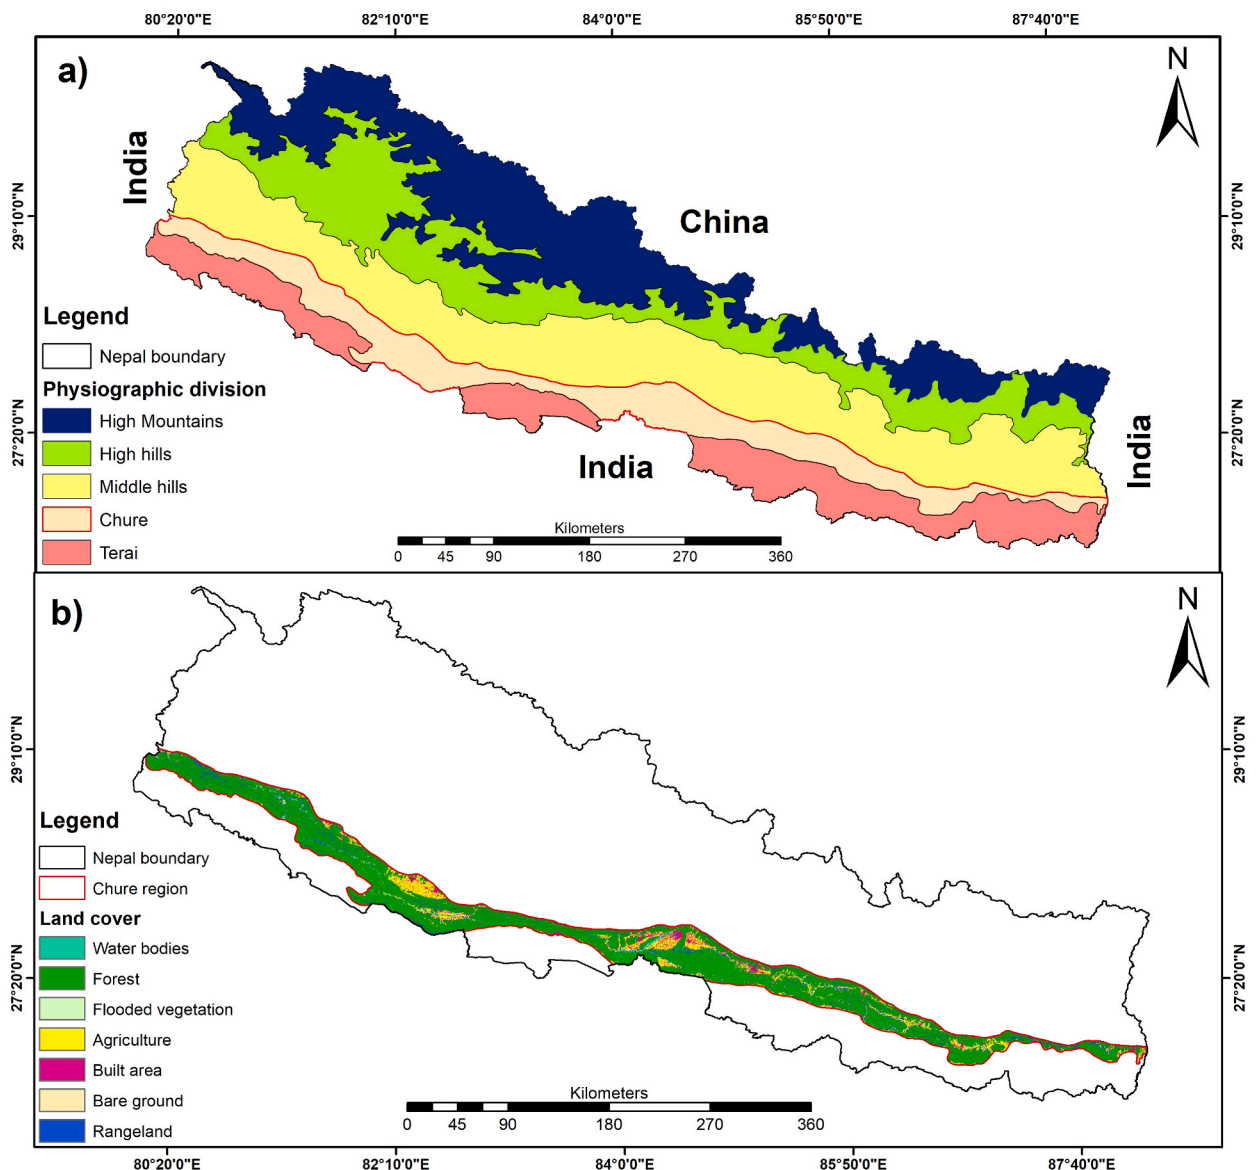 80°20'0"E 82°10'0"E 84°0'0"E 85°50'0"E 87°40'0"E
a)
N
India
China
29°10'0"N
29°10'0"N
Legend
Nepal boundary
Physiographic division
High Mountains
High hills
Middle hills
Chure
Terai
27°20'0"N
27°20'0"N
India
India
Kilometers
0 45 90 180 270 360
b)
N
29°10'0"N
29°10'0"N
Legend
Nepal boundary
Chure region
Land cover
Water bodies
Forest
Flooded vegetation
Agriculture
Built area
Bare ground
Rangeland
27°20'0"N
27°20'0"N
Kilometers
0 45 90 180 270 360
80°20'0"E 82°10'0"E 84°0'0"E 85°50'0"E 87°40'0"E